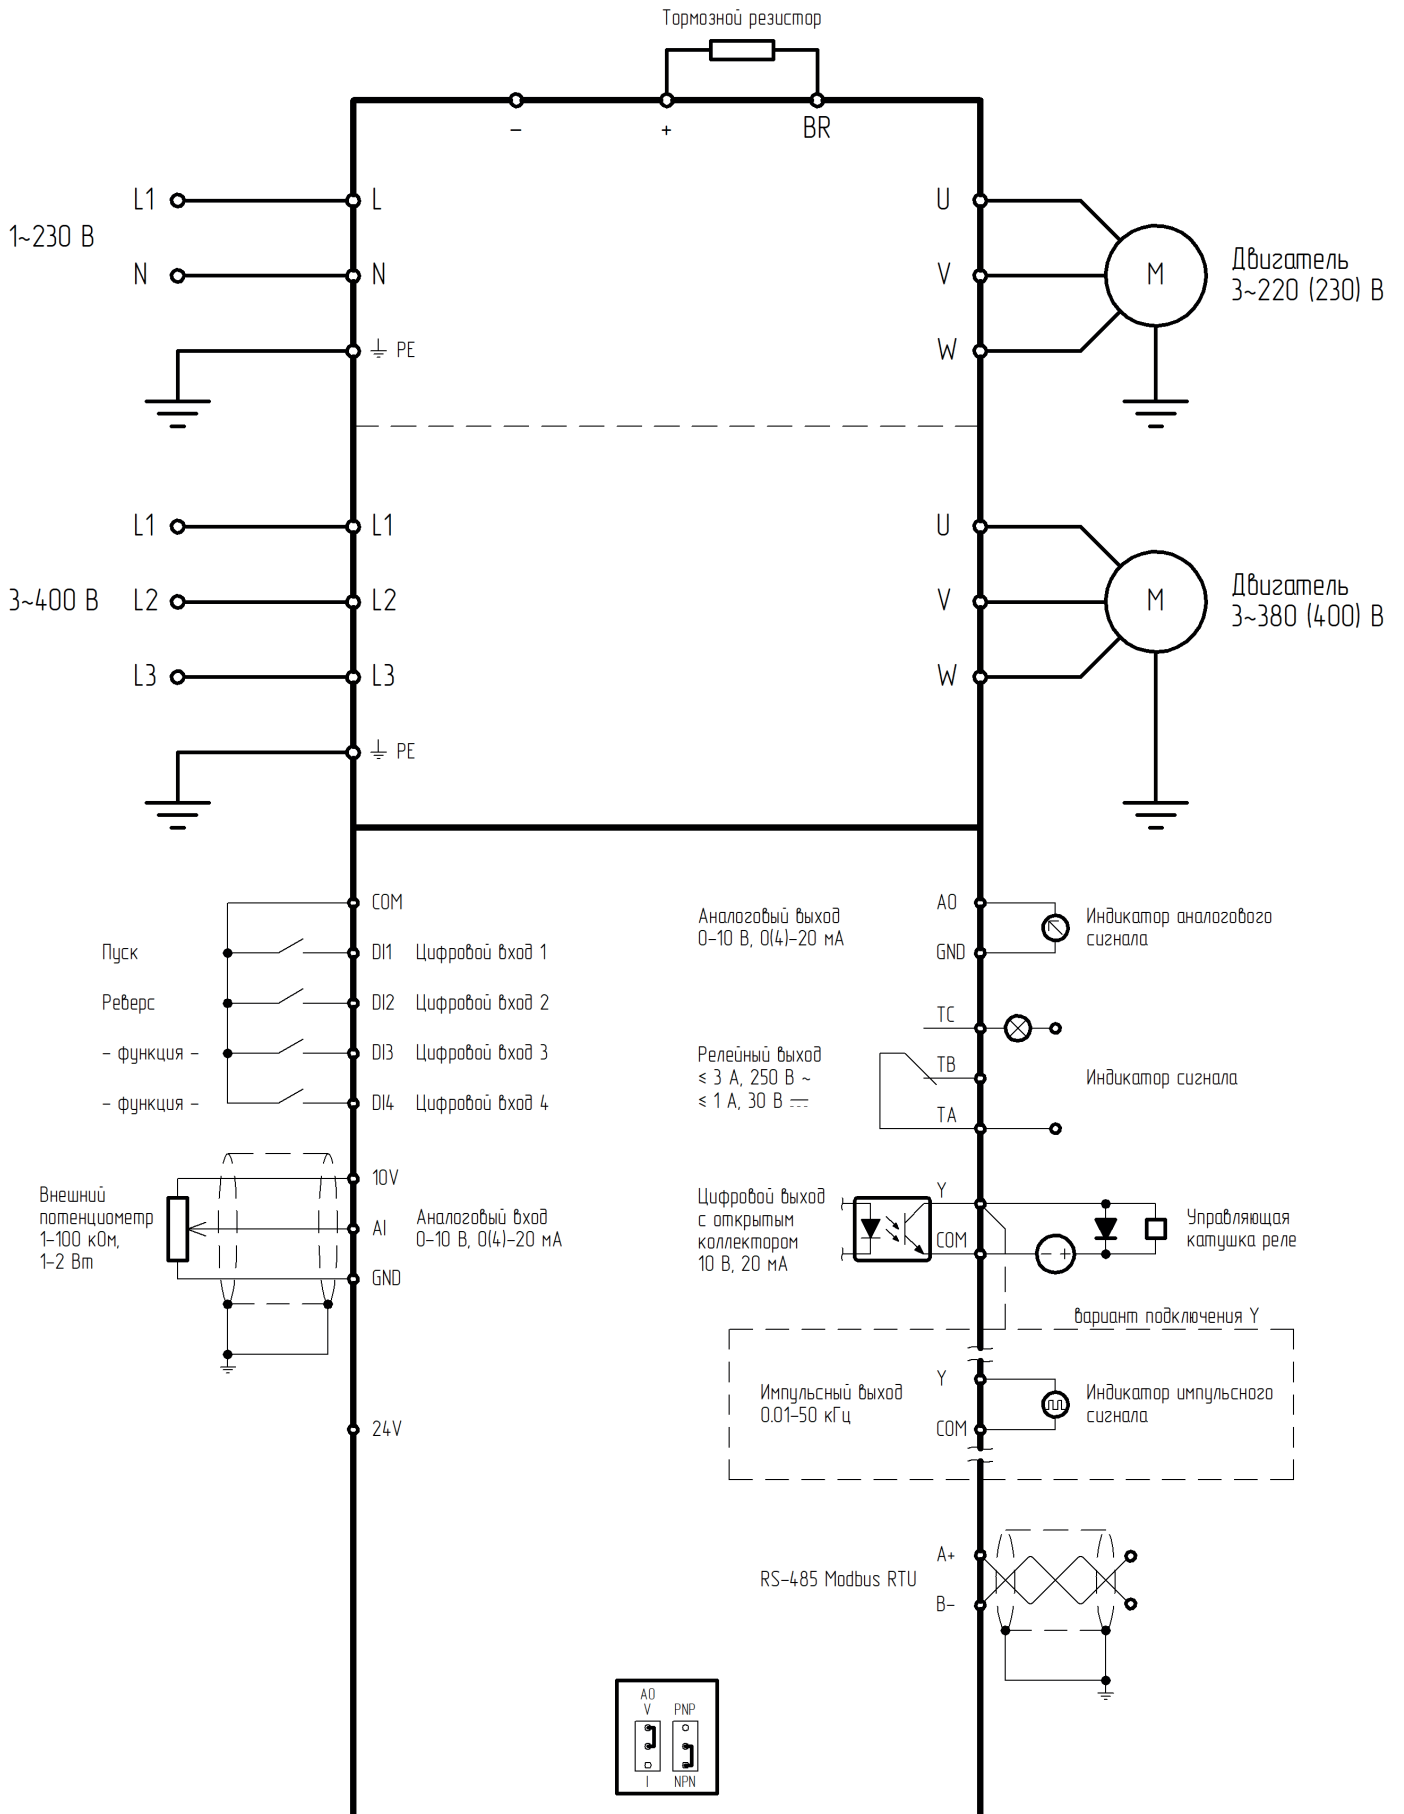 Тормозной резистор
–
+
BR
L1
L
U
1~230 В
Двигатель
3~220 (230) В
N
N
V
M
PE
W
L1
L1
U
3~400 В
L2
L2
V
M
Двигатель
3~380 (400) В
L3
L3
W
PE
COM
Пуск
DI1
Цифровой вход 1
Реверс
DI2
Цифровой вход 2
– функция –
DI3
Цифровой вход 3
– функция –
DI4
Цифровой вход 4
Внешний
потенциометр
1–100 кОм,
1–2 Вт
10V
AI
GND
Аналоговый вход
0–10 В, 0(4)–20 мА
24V
Аналоговый выход
0–10 В, 0(4)–20 мА
AO
GND
Индикатор аналогового
сигнала
Релейный выход
≤ 3 А, 250 В ~
≤ 1 А, 30 В ⎓
TC
TB
TA
Индикатор сигнала
Цифровой выход
с открытым
коллектором
10 В, 20 мА
Y
COM
– +
Управляющая
катушка реле
вариант подключения Y
Импульсный выход
0.01–50 кГц
Y
COM
Индикатор импульсного
сигнала
RS-485 Modbus RTU
A+
B–
AO
V
PNP
I
NPN